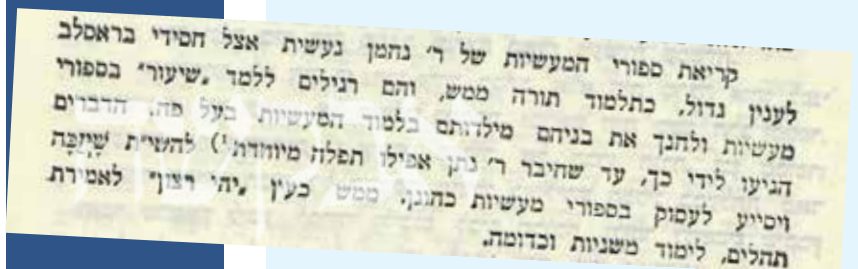 קריאת ספורי המעשיות של ר׳ נחמן נעשית אצל חסידי בראסלב
לענין גדול, כתלמוד תורה ממש, והם רגילים ללמד „שיעור״ בספורי
מעשיות ולחנך את בניהם מילדותם בלמוד המעשיות בעל פה. הדברים
הגיעו לידי כך, עד שחיבר ר׳ נתן אפילו תפלה מיוחדת¹) להשי״ת שֶׁיְזַכֶּה
ויסייע לעסוק בספורי מעשיות כהוגן. ממש כעין „יהי רצון״ לאמירת
תהלים, לימוד משניות וכדומה.